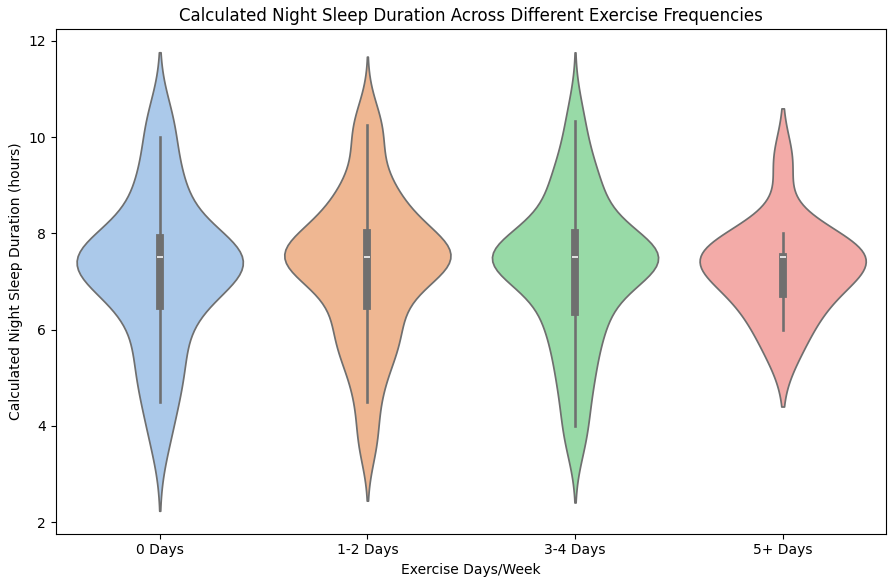 Calculated Night Sleep Duration Across Different Exercise Frequencies
Calculated Night Sleep Duration (hours)
12
10
8
6
4
2
0 Days
1-2 Days
3-4 Days
5+ Days
Exercise Days/Week